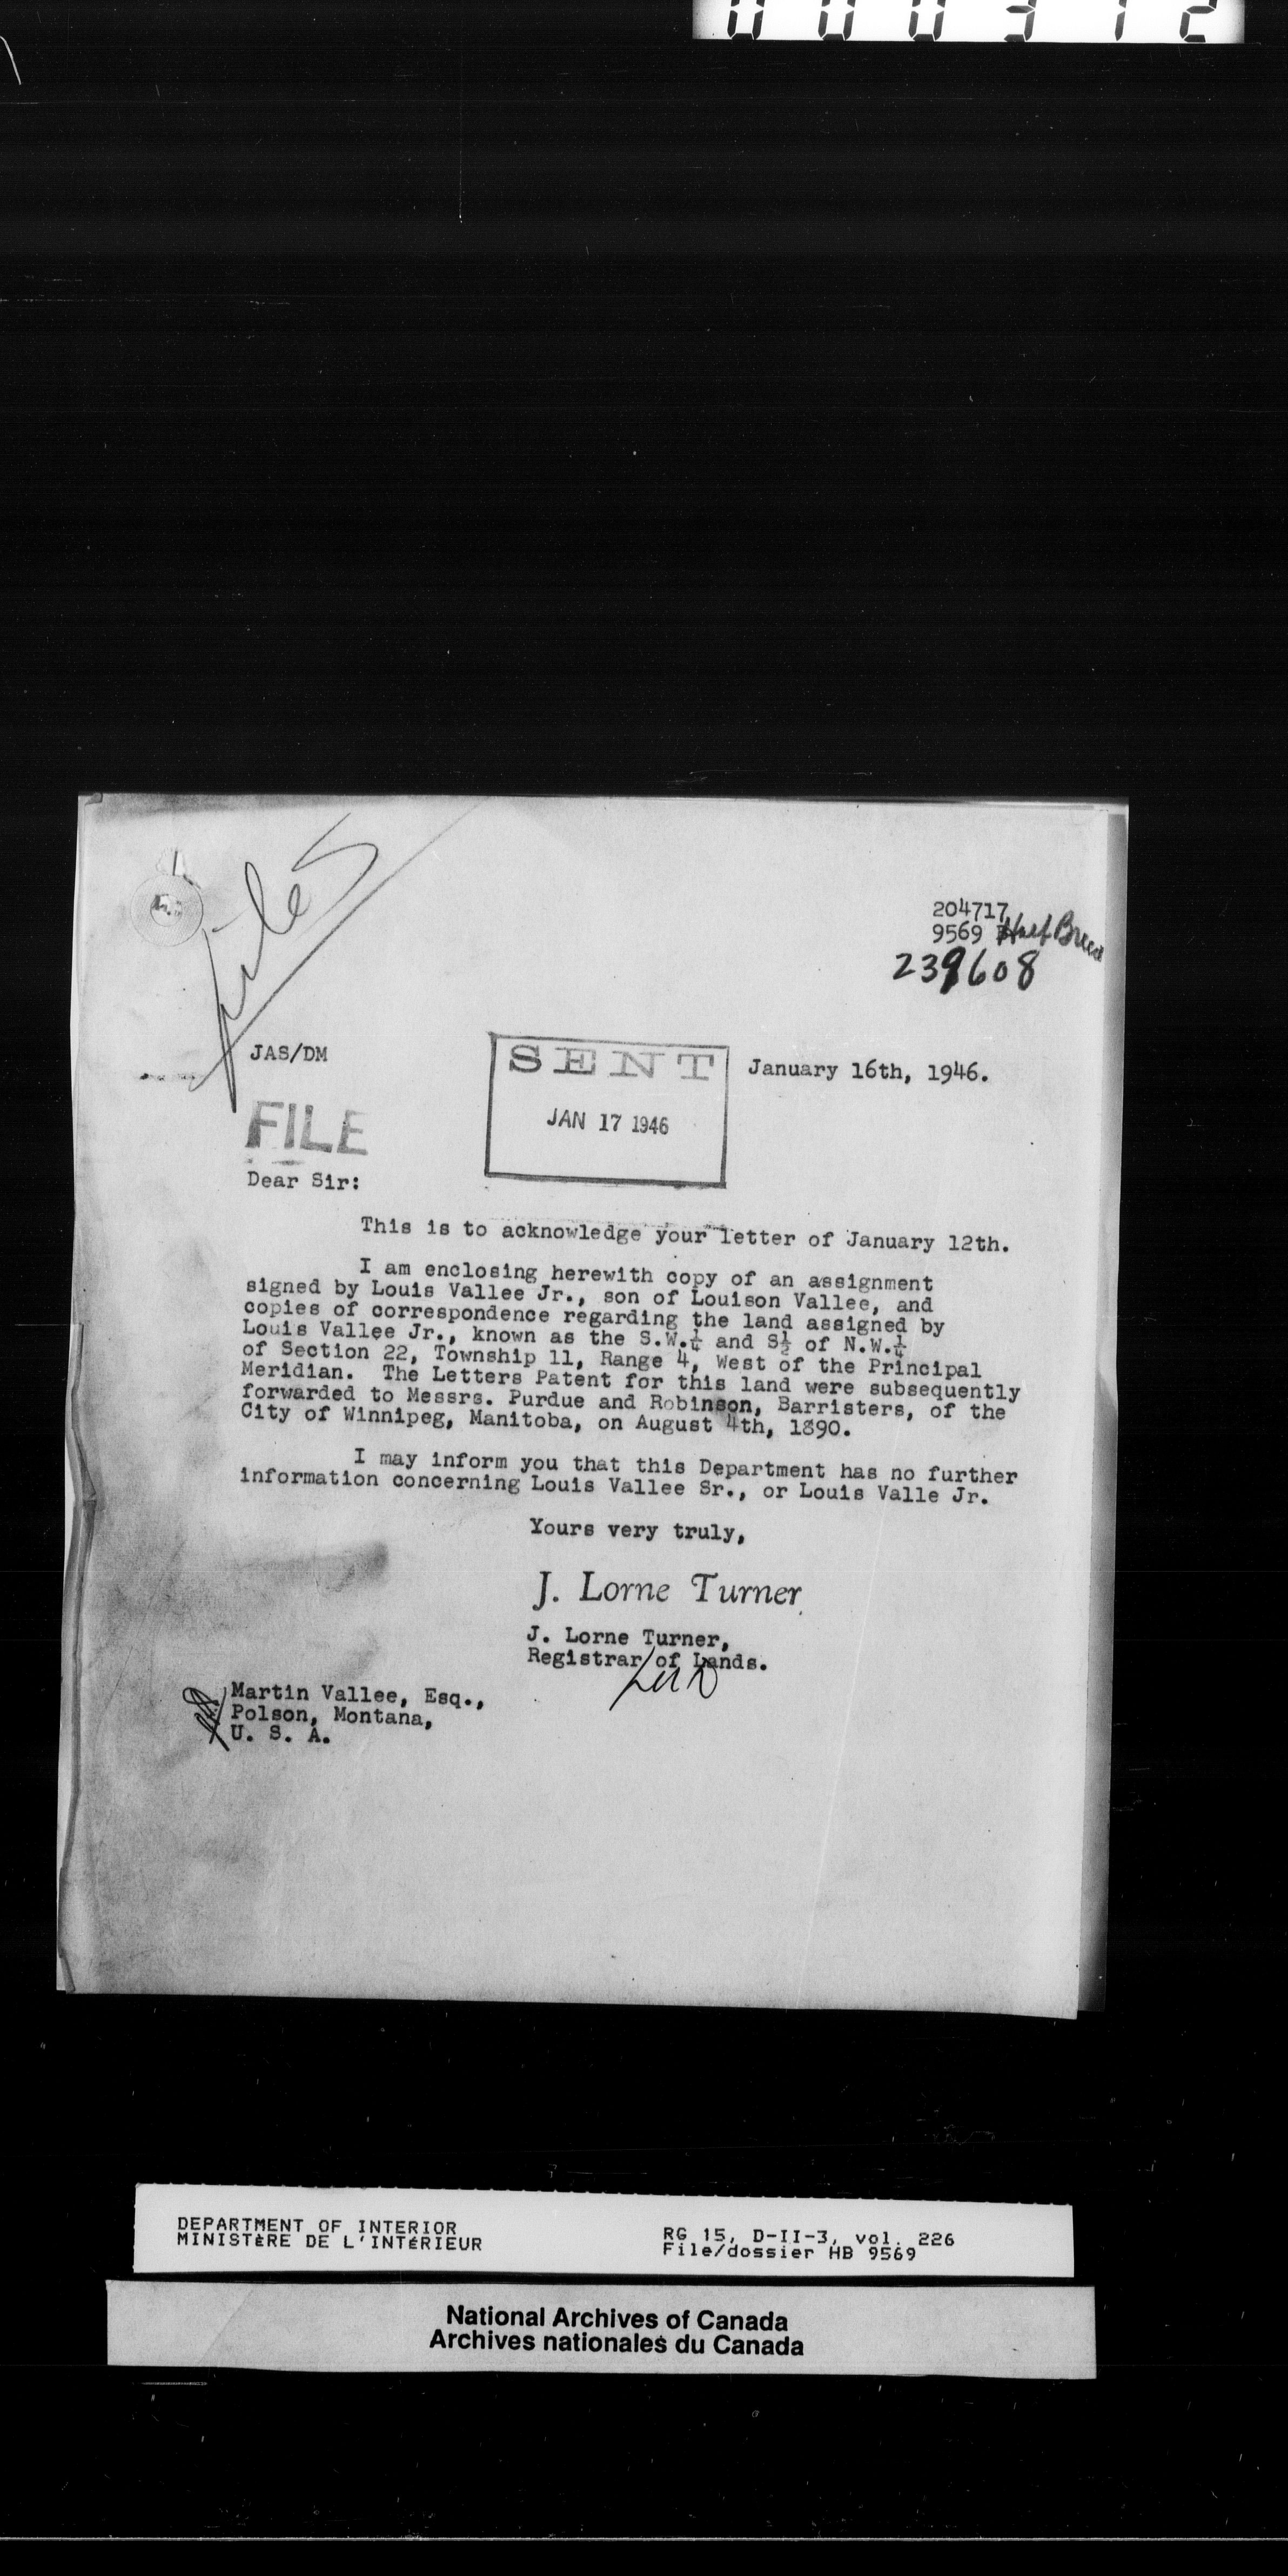 000312
Files
204717
9569 Half Breed
239608
JAS/DM
SENT
JAN 17 1946
January 16th, 1946.
FILE
Dear Sir:
This is to acknowledge your letter of January 12th.
I am enclosing herewith copy of an assignment
signed by Louis Vallee Jr., son of Louison Vallee, and
copies of correspondence regarding the land assigned by
Louis Vallee Jr., known as the S.W.¼ and S½ of N.W.¼
of Section 22, Township 11, Range 4, West of the Principal
Meridian. The Letters Patent for this land were subsequently
forwarded to Messrs. Purdue and Robinson, Barristers, of the
City of Winnipeg, Manitoba, on August 4th, 1890.
I may inform you that this Department has no further
information concerning Louis Vallee Sr., or Louis Valle Jr.
Yours very truly,
J. Lorne Turner
J. Lorne Turner,
Registrar of Lands.
Martin Vallee, Esq.,
Polson, Montana,
U. S. A.
DEPARTMENT OF INTERIOR
MINISTÈRE DE L'INTÉRIEUR
RG 15, D-II-3, vol. 226
File/dossier HB 9569
National Archives of Canada
Archives nationales du Canada